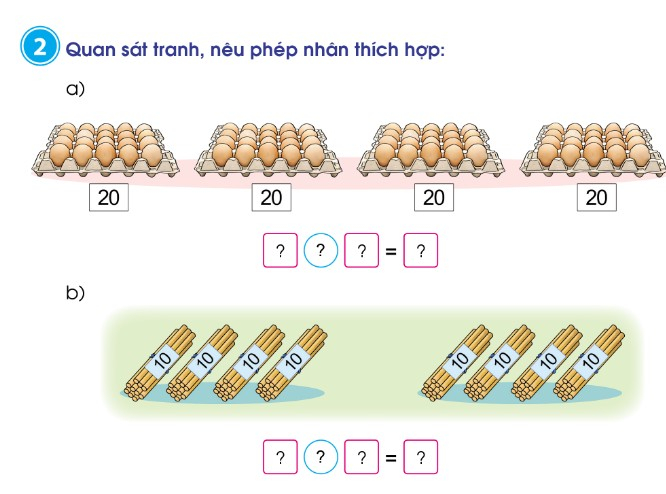 2 Quan sát tranh, nêu phép nhân thích hợp:
a)
20 20 20 20
? ? ? = ?
b)
10 10 10 10 10 10 10 10
? ? ? = ?